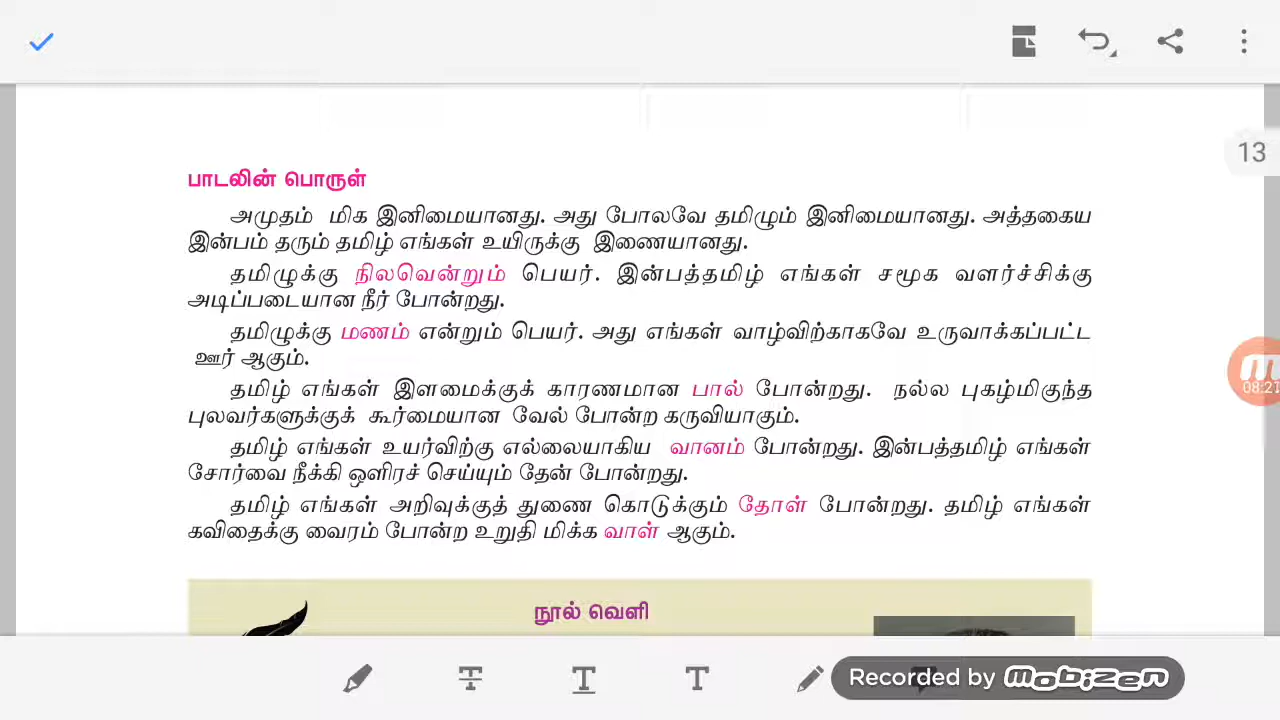 13
பாடலின் பொருள்
அமுதம் மிக இனிமையானது. அது போலவே தமிழும் இனிமையானது. அத்தகைய
இன்பம் தரும் தமிழ் எங்கள் உயிருக்கு இணையானது.
தமிழுக்கு நிலவென்றும் பெயர். இன்பத்தமிழ் எங்கள் சமூக வளர்ச்சிக்கு
அடிப்படையான நீர் போன்றது.
தமிழுக்கு மணம் என்றும் பெயர். அது எங்கள் வாழ்விற்காகவே உருவாக்கப்பட்ட
ஊர் ஆகும்.
தமிழ் எங்கள் இளமைக்குக் காரணமான பால் போன்றது. நல்ல புகழ்மிகுந்த
புலவர்களுக்குக் கூர்மையான வேல் போன்ற கருவியாகும்.
தமிழ் எங்கள் உயர்விற்கு எல்லையாகிய வானம் போன்றது. இன்பத்தமிழ் எங்கள்
சோர்வை நீக்கி ஒளிரச் செய்யும் தேன் போன்றது.
தமிழ் எங்கள் அறிவுக்குத் துணை கொடுக்கும் தோள் போன்றது. தமிழ் எங்கள்
கவிதைக்கு வைரம் போன்ற உறுதி மிக்க வாள் ஆகும்.
நூல் வெளி
08:21
Recorded by mobizen